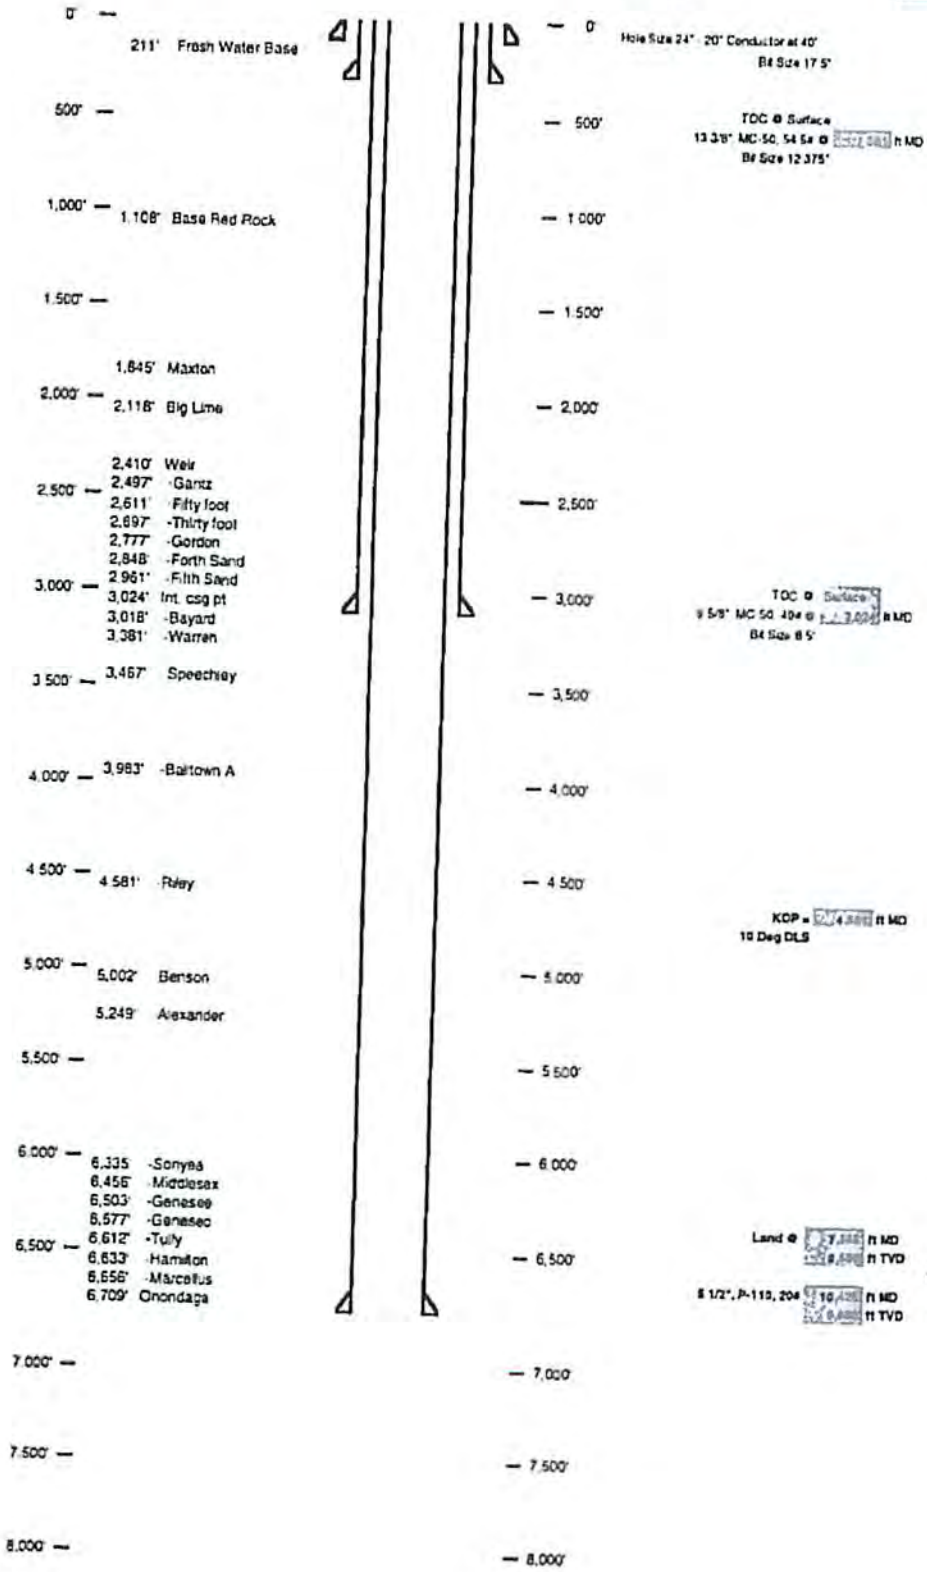 0'
211' Fresh Water Base
500'
1,000'
1,108' Base Red Rock
1.500'
1,845' Maxton
2,000'
2,118' Big Lime
2,410' Weir
2,497' -Gantz
2,500'
2,611' -Fifty foot
2,697' -Thirty foot
2,777' -Gordon
2,848' -Forth Sand
2,961' -Fifth Sand
3,000'
3,024' Int. csg pt
3,018' -Bayard
3,381' -Warren
3,467' Speechley
3 500'
3,983' -Balltown A
4.000'
4 500'
4.581' -Riley
5.000'
5,002' Benson
5.249' Alexander
5,500'
6.000'
6,335 -Sonyea
6,456' -Middlesex
6,503' -Genesee
6,577' -Geneseo
6,612' -Tully
6,500'
6,633' -Hamilton
6,656' -Marcellus
6,709' Onondaga
7.000'
7.500'
8.000'
0'
500'
1 000'
1.500'
2,000'
2,500'
3,000'
3,500'
4,000'
4.500'
5.000'
5 500'
6 000'
6,500'
7,000'
7,500'
8,000'
Hole Size 24" - 20" Conductor at 40'
Bit Size 17 5"
TOC @ Surface
13 3/8", MC-50, 54 5# @ ft MD
Bit Size 12 375"
TOC @ Surface
9 5/8" MC 50, 40# @ 3,024 ft MD
Bit Size 8 5"
KOP = ft MD
10 Deg DLS
Land @ ft MD
ft TVD
5 1/2", P-110, 20# ft MD
ft TVD